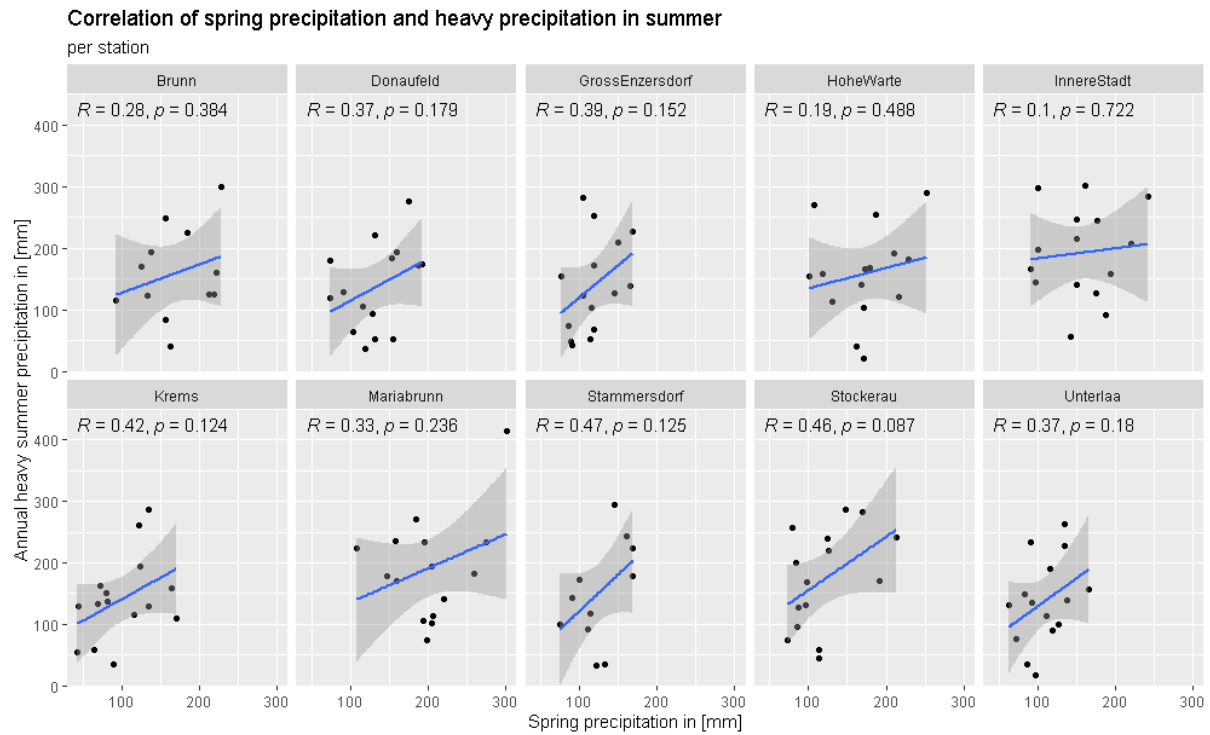 Correlation of spring precipitation and heavy precipitation in summer
per station
Brunn Donaufeld GrossEnzersdorf HoheWarte InnereStadt
R = 0.28, p = 0.384 R = 0.37, p = 0.179 R = 0.39, p = 0.152 R = 0.19, p = 0.488 R = 0.1, p = 0.722
400
300
200
100
0
Krems Mariabrunn Stammersdorf Stockerau Unterlaa
R = 0.42, p = 0.124 R = 0.33, p = 0.236 R = 0.47, p = 0.125 R = 0.46, p = 0.087 R = 0.37, p = 0.18
400
300
200
100
0
100 200 300 100 200 300 100 200 300 100 200 300 100 200 300
Spring precipitation in [mm]
Annual heavy summer precipitation in [mm]